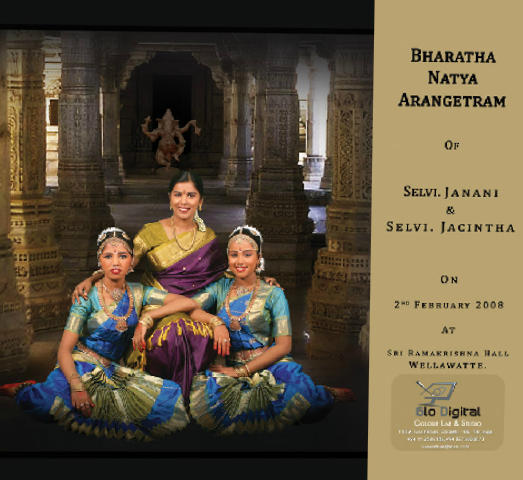 BHARATHA
NATYA
ARANGETRAM
OF
SELVI. JANANI
&
SELVI. JACINTHA
ON
2ND FEBRUARY 2008
AT
SRI RAMAKRISHNA HALL
WELLAWATTE.
Glo Digital
COLOUR LAB & STUDIO